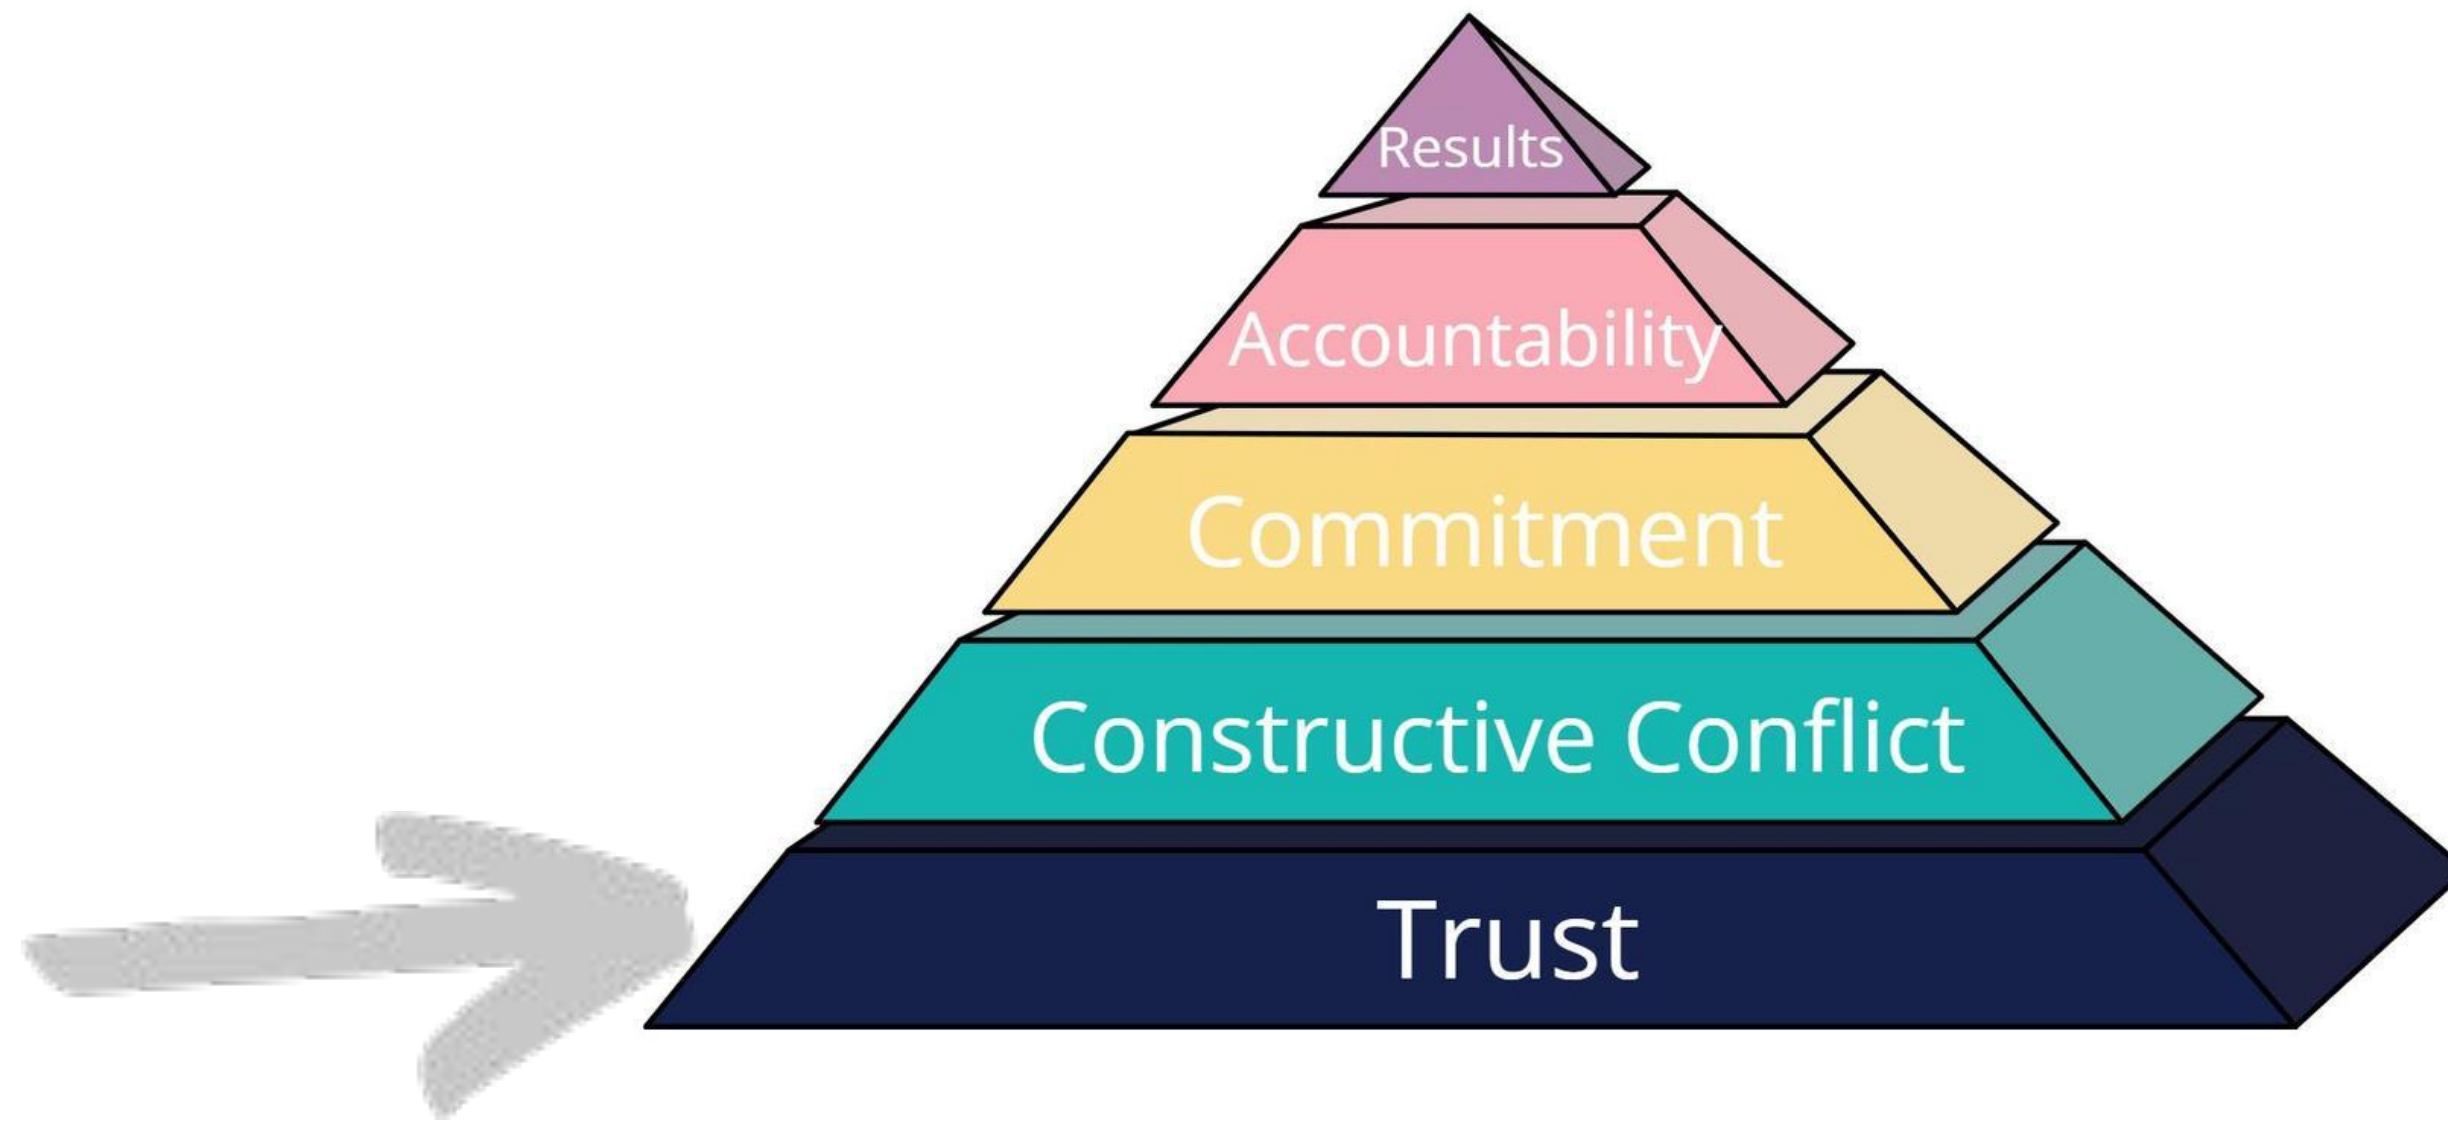 Results
Accountability
Commitment
Constructive Conflict
Trust